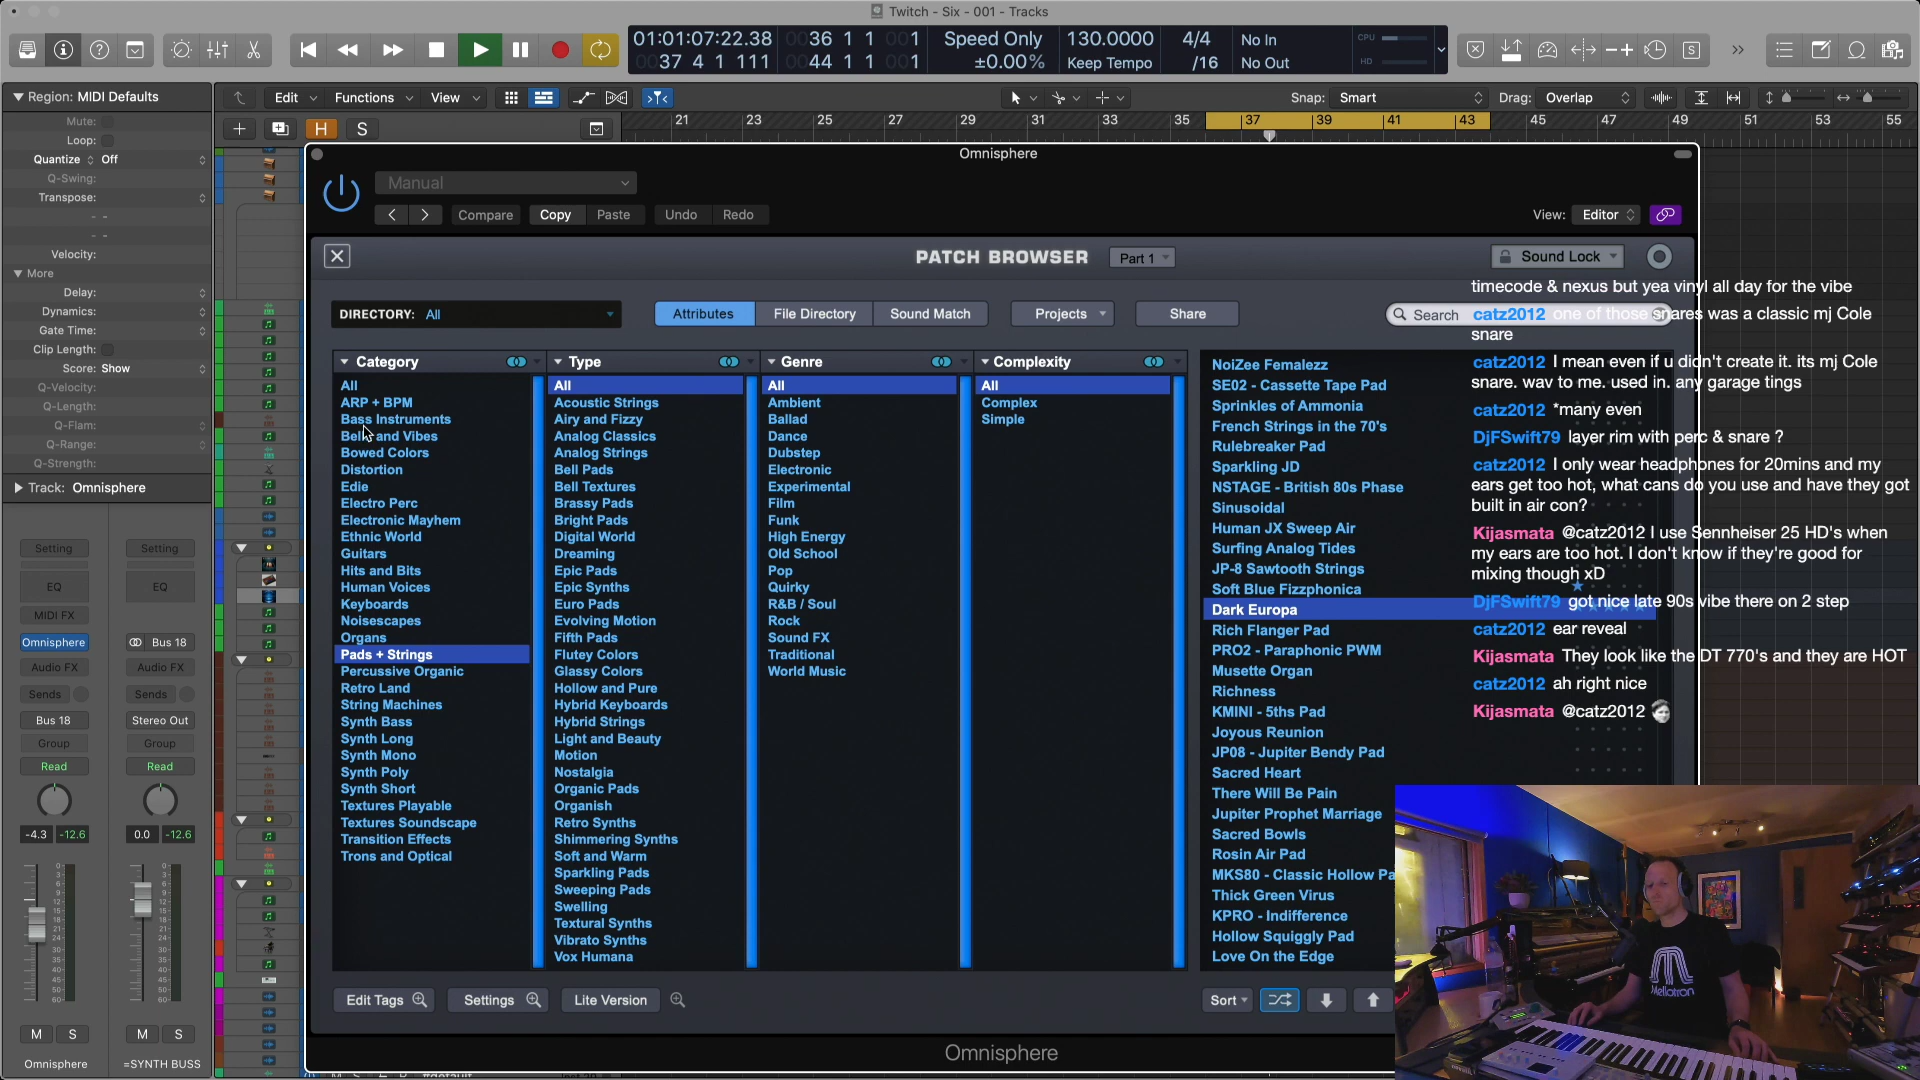 Twitch - Six - 001 - Tracks
01:01:07:22.38
0036 1 1 001
Speed Only
130.0000
4/4
No In
CPU
0037 4 1 111
0044 1 1 001
±0.00%
Keep Tempo
/16
No Out
HD
Region: MIDI Defaults
Edit
Functions
View
Snap:
Smart
Drag:
Overlap
Mute:
Loop:
Quantize
Off
Q-Swing:
Transpose:
Velocity:
More
Delay:
Dynamics:
Gate Time:
Clip Length:
Score: Show
Q-Velocity:
Q-Length:
Q-Flam:
Q-Range:
Q-Strength:
Track: Omnisphere
H
S
21 23 25 27 29 31 33 35 37 39 41 43 45 47 49 51 53 55
Omnisphere
Manual
Compare
Copy
Paste
Undo
Redo
View:
Editor
PATCH BROWSER
Part 1
Sound Lock
DIRECTORY: All
Attributes
File Directory
Sound Match
Projects
Share
Search
Category
All
ARP + BPM
Bass Instruments
Bells and Vibes
Bowed Colors
Distortion
Edie
Electro Perc
Electronic Mayhem
Ethnic World
Guitars
Hits and Bits
Human Voices
Keyboards
Noisescapes
Organs
Pads + Strings
Percussive Organic
Retro Land
String Machines
Synth Bass
Synth Long
Synth Mono
Synth Poly
Synth Short
Textures Playable
Textures Soundscape
Transition Effects
Trons and Optical
Type
All
Acoustic Strings
Airy and Fizzy
Analog Classics
Analog Strings
Bell Pads
Bell Textures
Brassy Pads
Bright Pads
Digital World
Dreaming
Epic Pads
Epic Synths
Euro Pads
Evolving Motion
Fifth Pads
Flutey Colors
Glassy Colors
Hollow and Pure
Hybrid Keyboards
Hybrid Strings
Light and Beauty
Motion
Nostalgia
Organic Pads
Organish
Retro Synths
Shimmering Synths
Soft and Warm
Sparkling Pads
Sweeping Pads
Swelling
Textural Synths
Vibrato Synths
Vox Humana
Genre
All
Ambient
Ballad
Dance
Dubstep
Electronic
Experimental
Film
Funk
High Energy
Old School
Pop
Quirky
R&B / Soul
Rock
Sound FX
Traditional
World Music
Complexity
All
Complex
Simple
NoiZee Femalezz
SE02 - Cassette Tape Pad
Sprinkles of Ammonia
French Strings in the 70's
Rulebreaker Pad
Sparkling JD
NSTAGE - British 80s Phase
Sinusoidal
Human JX Sweep Air
Surfing Analog Tides
JP-8 Sawtooth Strings
Soft Blue Fizzphonica
Dark Europa
Rich Flanger Pad
PRO2 - Paraphonic PWM
Musette Organ
Richness
KMINI - 5ths Pad
Joyous Reunion
JP08 - Jupiter Bendy Pad
Sacred Heart
There Will Be Pain
Jupiter Prophet Marriage
Sacred Bowls
Rosin Air Pad
MKS80 - Classic Hollow Pa
Thick Green Virus
KPRO - Indifference
Hollow Squiggly Pad
Love On the Edge
timecode & nexus but yea vinyl all day for the vibe
catz2012 one of those snares was a classic mj Cole
snare
catz2012 I mean even if u didn't create it. its mj Cole
snare. wav to me. used in. any garage tings
catz2012 *many even
DjFSwift79 layer rim with perc & snare ?
catz2012 I only wear headphones for 20mins and my
ears get too hot, what cans do you use and have they got
built in air con?
Kijasmata @catz2012 I use Sennheiser 25 HD's when
my ears are too hot. I don't know if they're good for
mixing though xD
DjFSwift79 got nice late 90s vibe there on 2 step
catz2012 ear reveal
Kijasmata They look like the DT 770's and they are HOT
catz2012 ah right nice
Kijasmata @catz2012
Edit Tags
Settings
Lite Version
Sort
Omnisphere
Setting
Setting
EQ
EQ
MIDI FX
Omnisphere
Bus 18
Audio FX
Audio FX
Sends
Sends
Bus 18
Stereo Out
Group
Group
Read
Read
-4.3
-12.6
0.0
-12.6
M
S
M
S
Omnisphere
=SYNTH BUSS
Mellotron